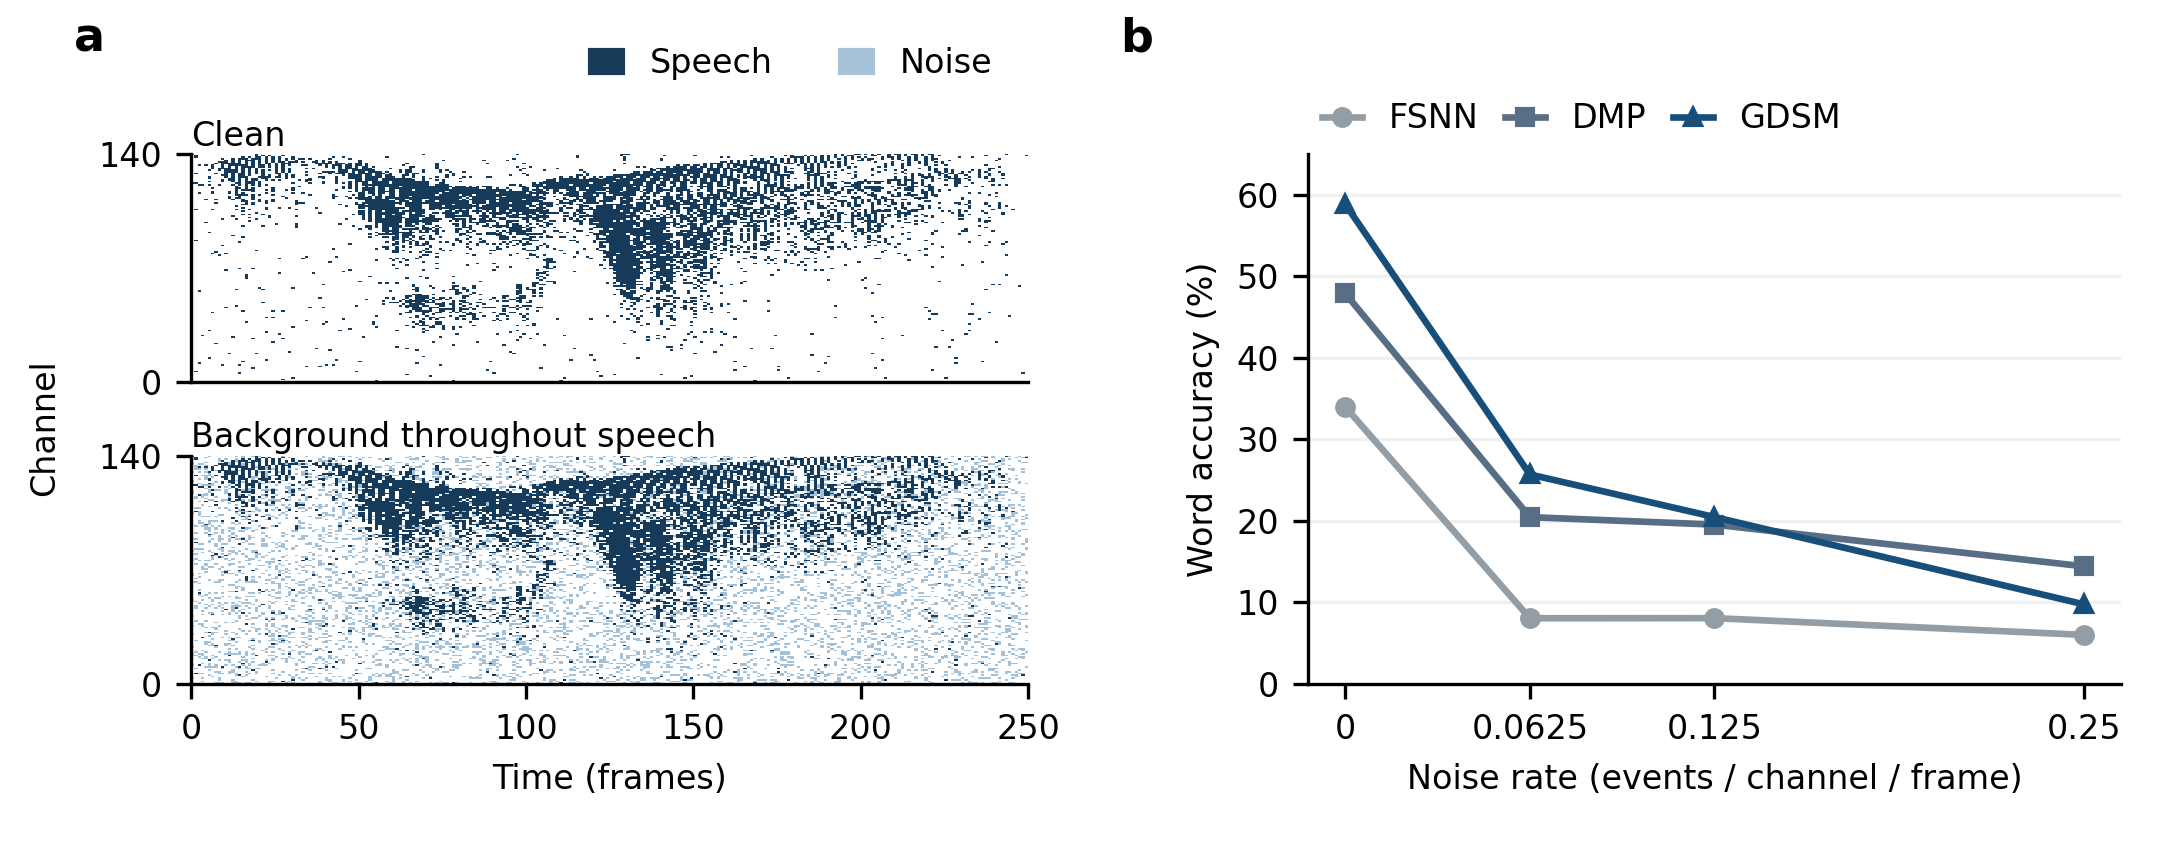 a
Speech Noise
Clean
140
0
Channel
Background throughout speech
140
0
0 50 100 150 200 250
Time (frames)
b
FSNN DMP GDSM
60
50
40
30
20
10
0
Word accuracy (%)
0 0.0625 0.125 0.25
Noise rate (events / channel / frame)